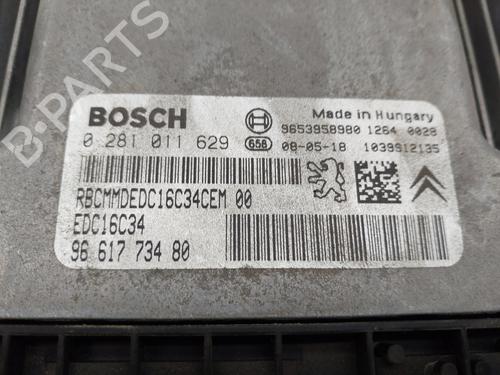 BOSCH
Made in Hungary
0 281 011 629
9653958980 1264 0028
658
08-05-18
1039S12135
RBCMMDEDC16C34CEM 00
EDC16C34
96 617 734 80
B-PARTS